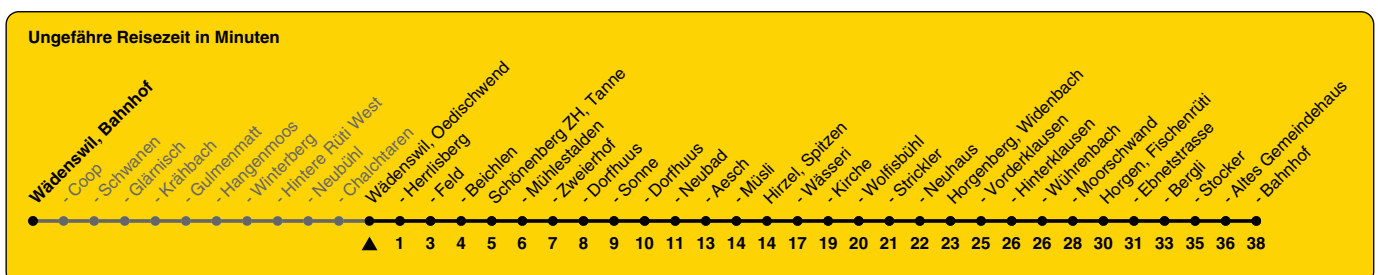 Ungefähre Reisezeit in Minuten
Wädenswil, Bahnhof
- Coop
- Schwanen
- Glärnisch
- Krähbach
- Gulmenmatt
- Hangenmoos
- Winterberg
- Hintere Rüti West
- Neubühl
- Chalchtaren
Wädenswil, Oedischwend
- Herrlisberg
- Feld
- Beichlen
Schönenberg ZH, Tanne
- Mühlestalden
- Zweierhof
- Dorfhuus
- Sonne
- Dorfhuus
- Neubad
- Aesch
- Müsli
Hirzel, Spitzen
- Wässeri
- Kirche
- Wolfisbühl
- Strickler
- Neuhaus
Horgenberg, Widenbach
- Vorderklausen
- Hinterklausen
- Wührenbach
- Moorschwand
Horgen, Fischenrüti
- Ebnetstrasse
- Bergli
- Stocker
- Altes Gemeindehaus
- Bahnhof
1 3 4 5 6 7 8 9 10 11 13 14 14 17 19 20 21 22 23 25 26 26 28 30 31 33 35 36 38